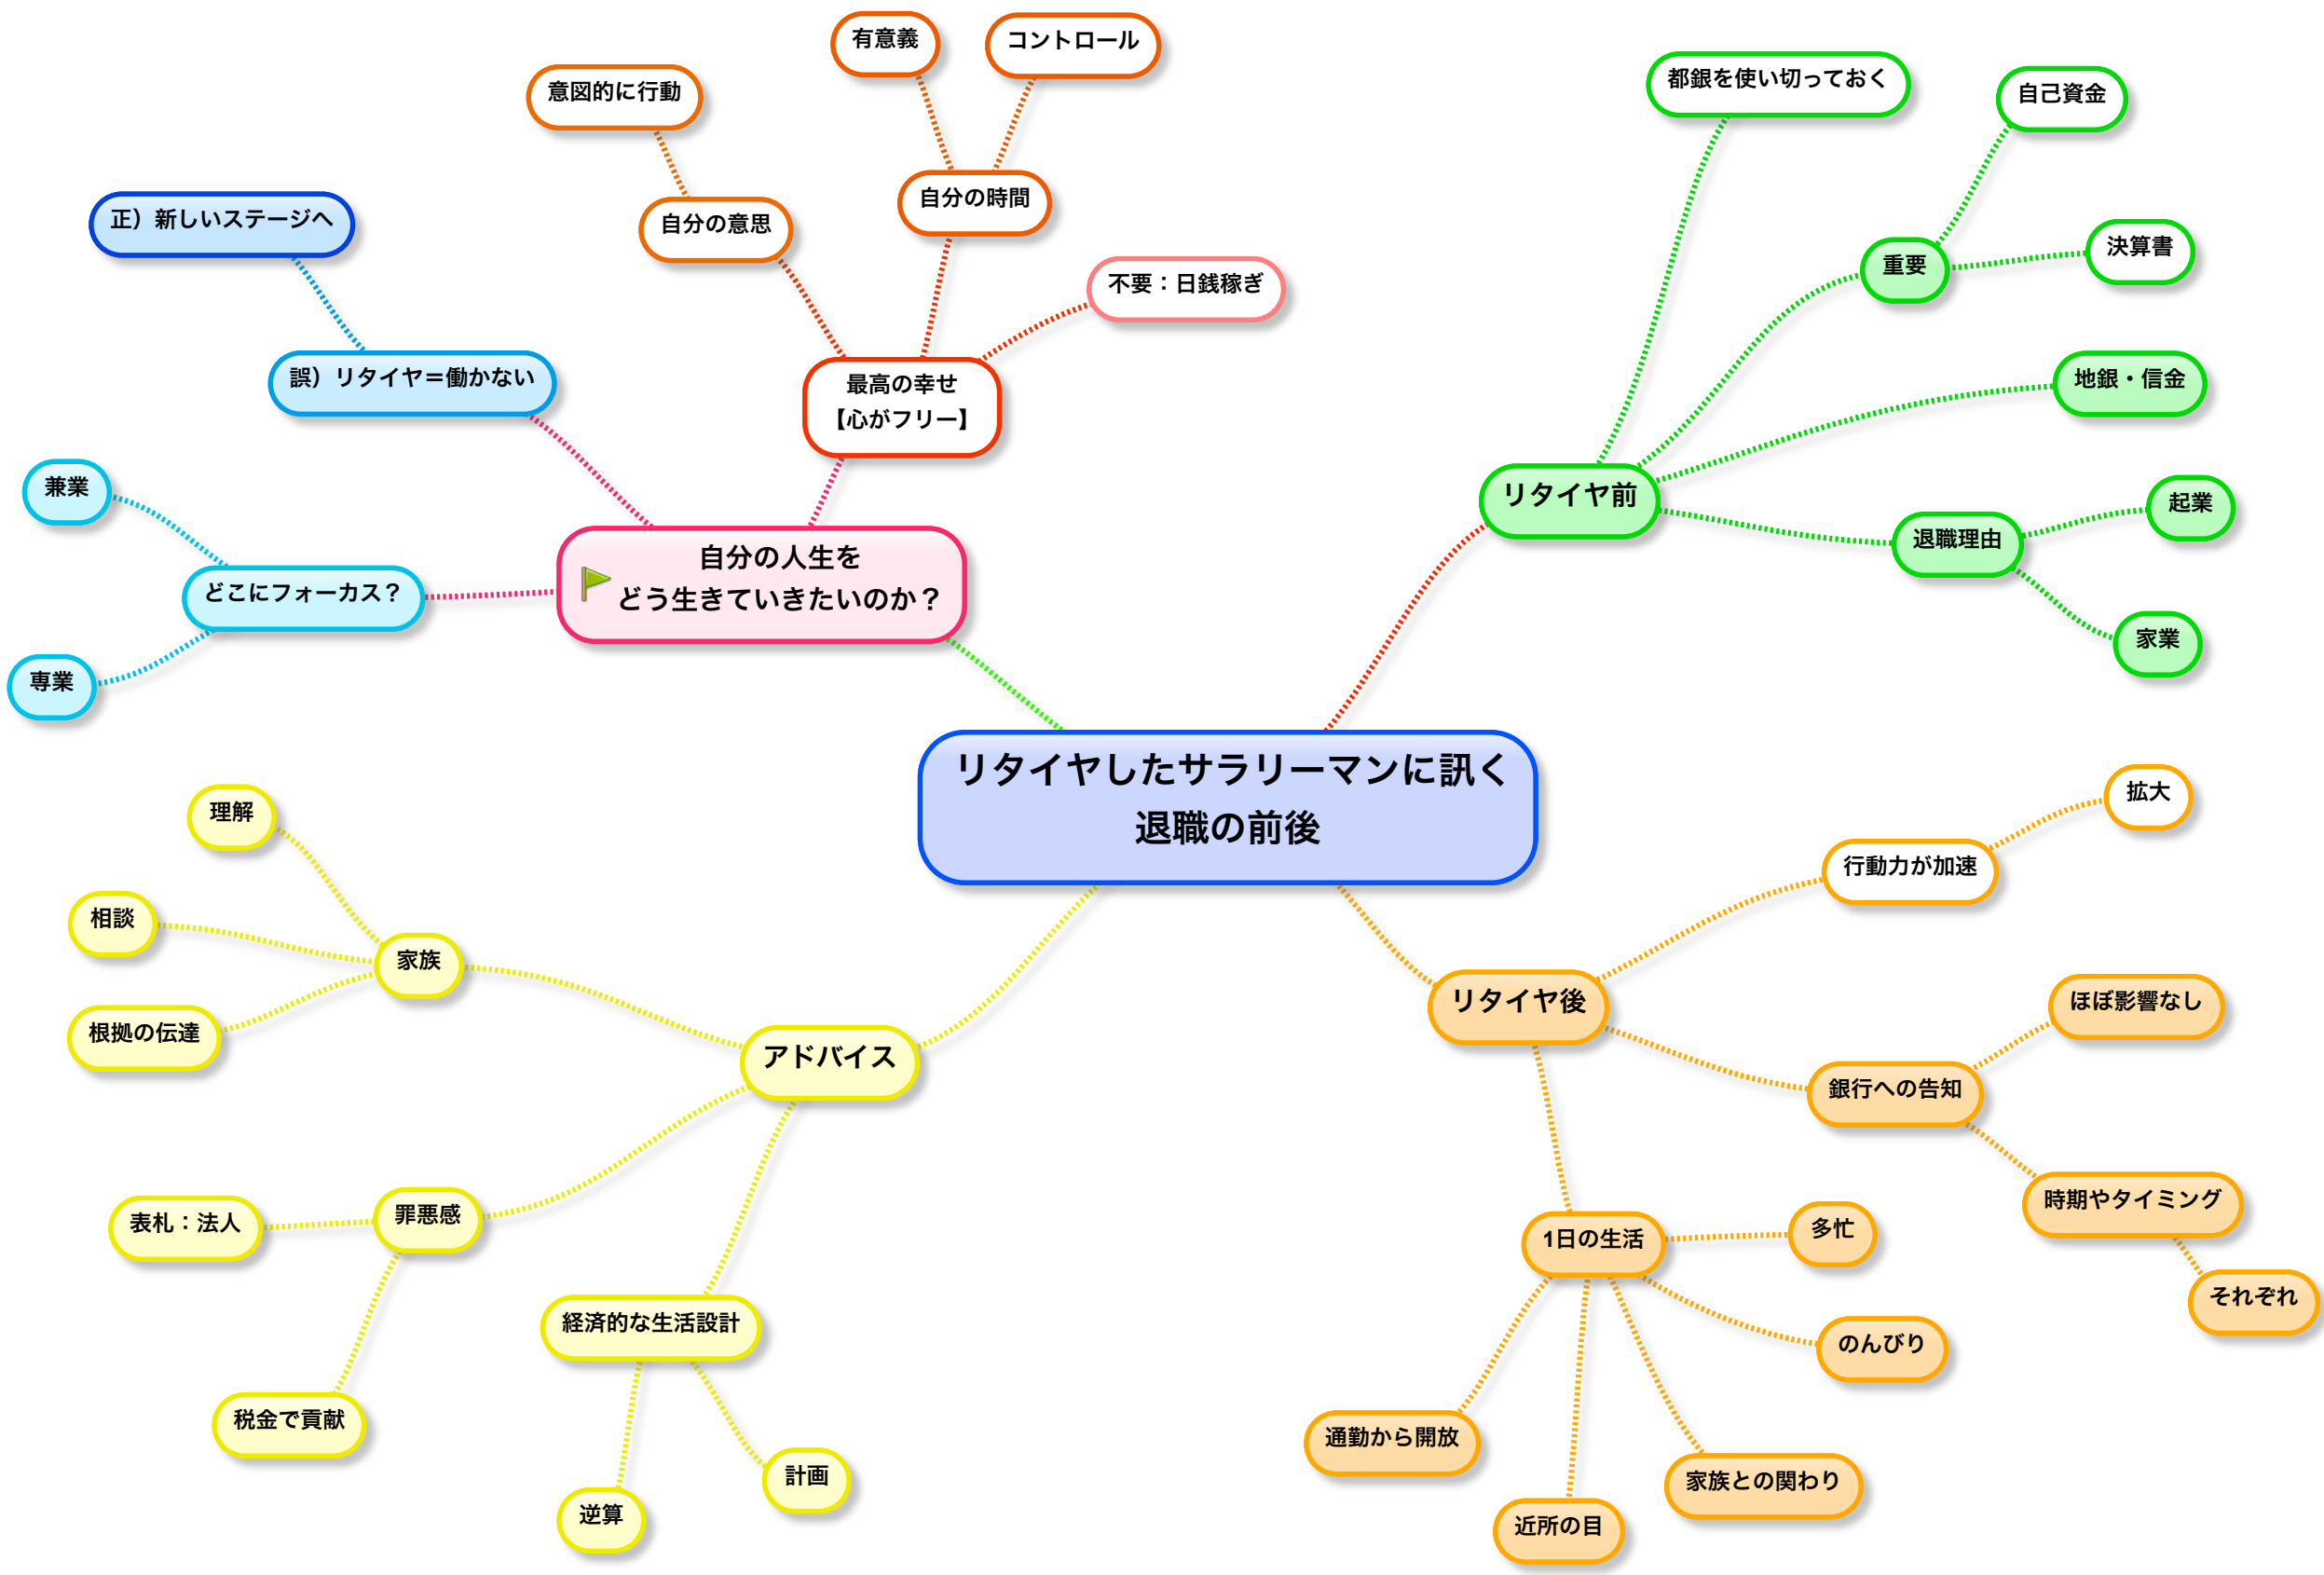 リタイヤしたサラリーマンに訊く
退職の前後
リタイヤ前
都銀を使い切っておく
重要
自己資金
決算書
地銀・信金
退職理由
起業
家業
リタイヤ後
行動力が加速
拡大
銀行への告知
ほぼ影響なし
時期やタイミング
それぞれ
1日の生活
多忙
のんびり
家族との関わり
近所の目
通勤から開放
アドバイス
経済的な生活設計
計画
逆算
罪悪感
表札：法人
税金で貢献
家族
理解
相談
根拠の伝達
自分の人生を
どう生きていきたいのか？
どこにフォーカス？
兼業
専業
誤）リタイヤ＝働かない
正）新しいステージへ
最高の幸せ
【心がフリー】
自分の意思
意図的に行動
自分の時間
有意義
コントロール
不要：日銭稼ぎ